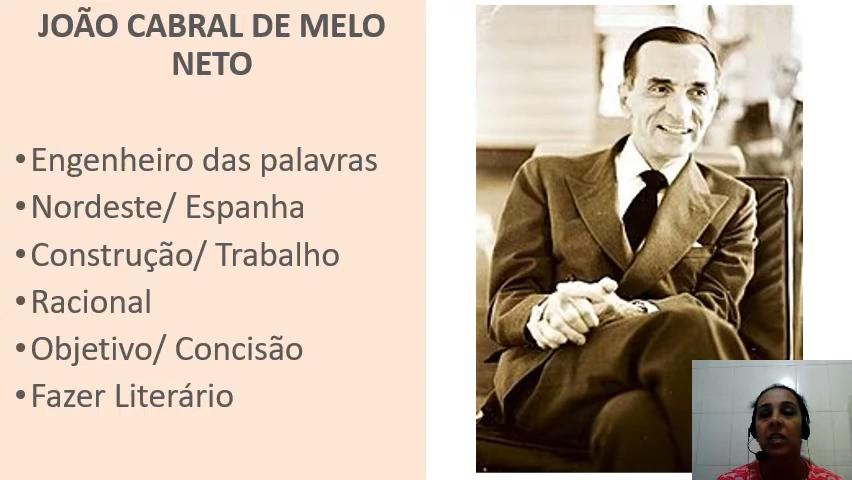 JOÃO CABRAL DE MELO
NETO
•Engenheiro das palavras
•Nordeste/ Espanha
•Construção/ Trabalho
•Racional
•Objetivo/ Concisão
•Fazer Literário